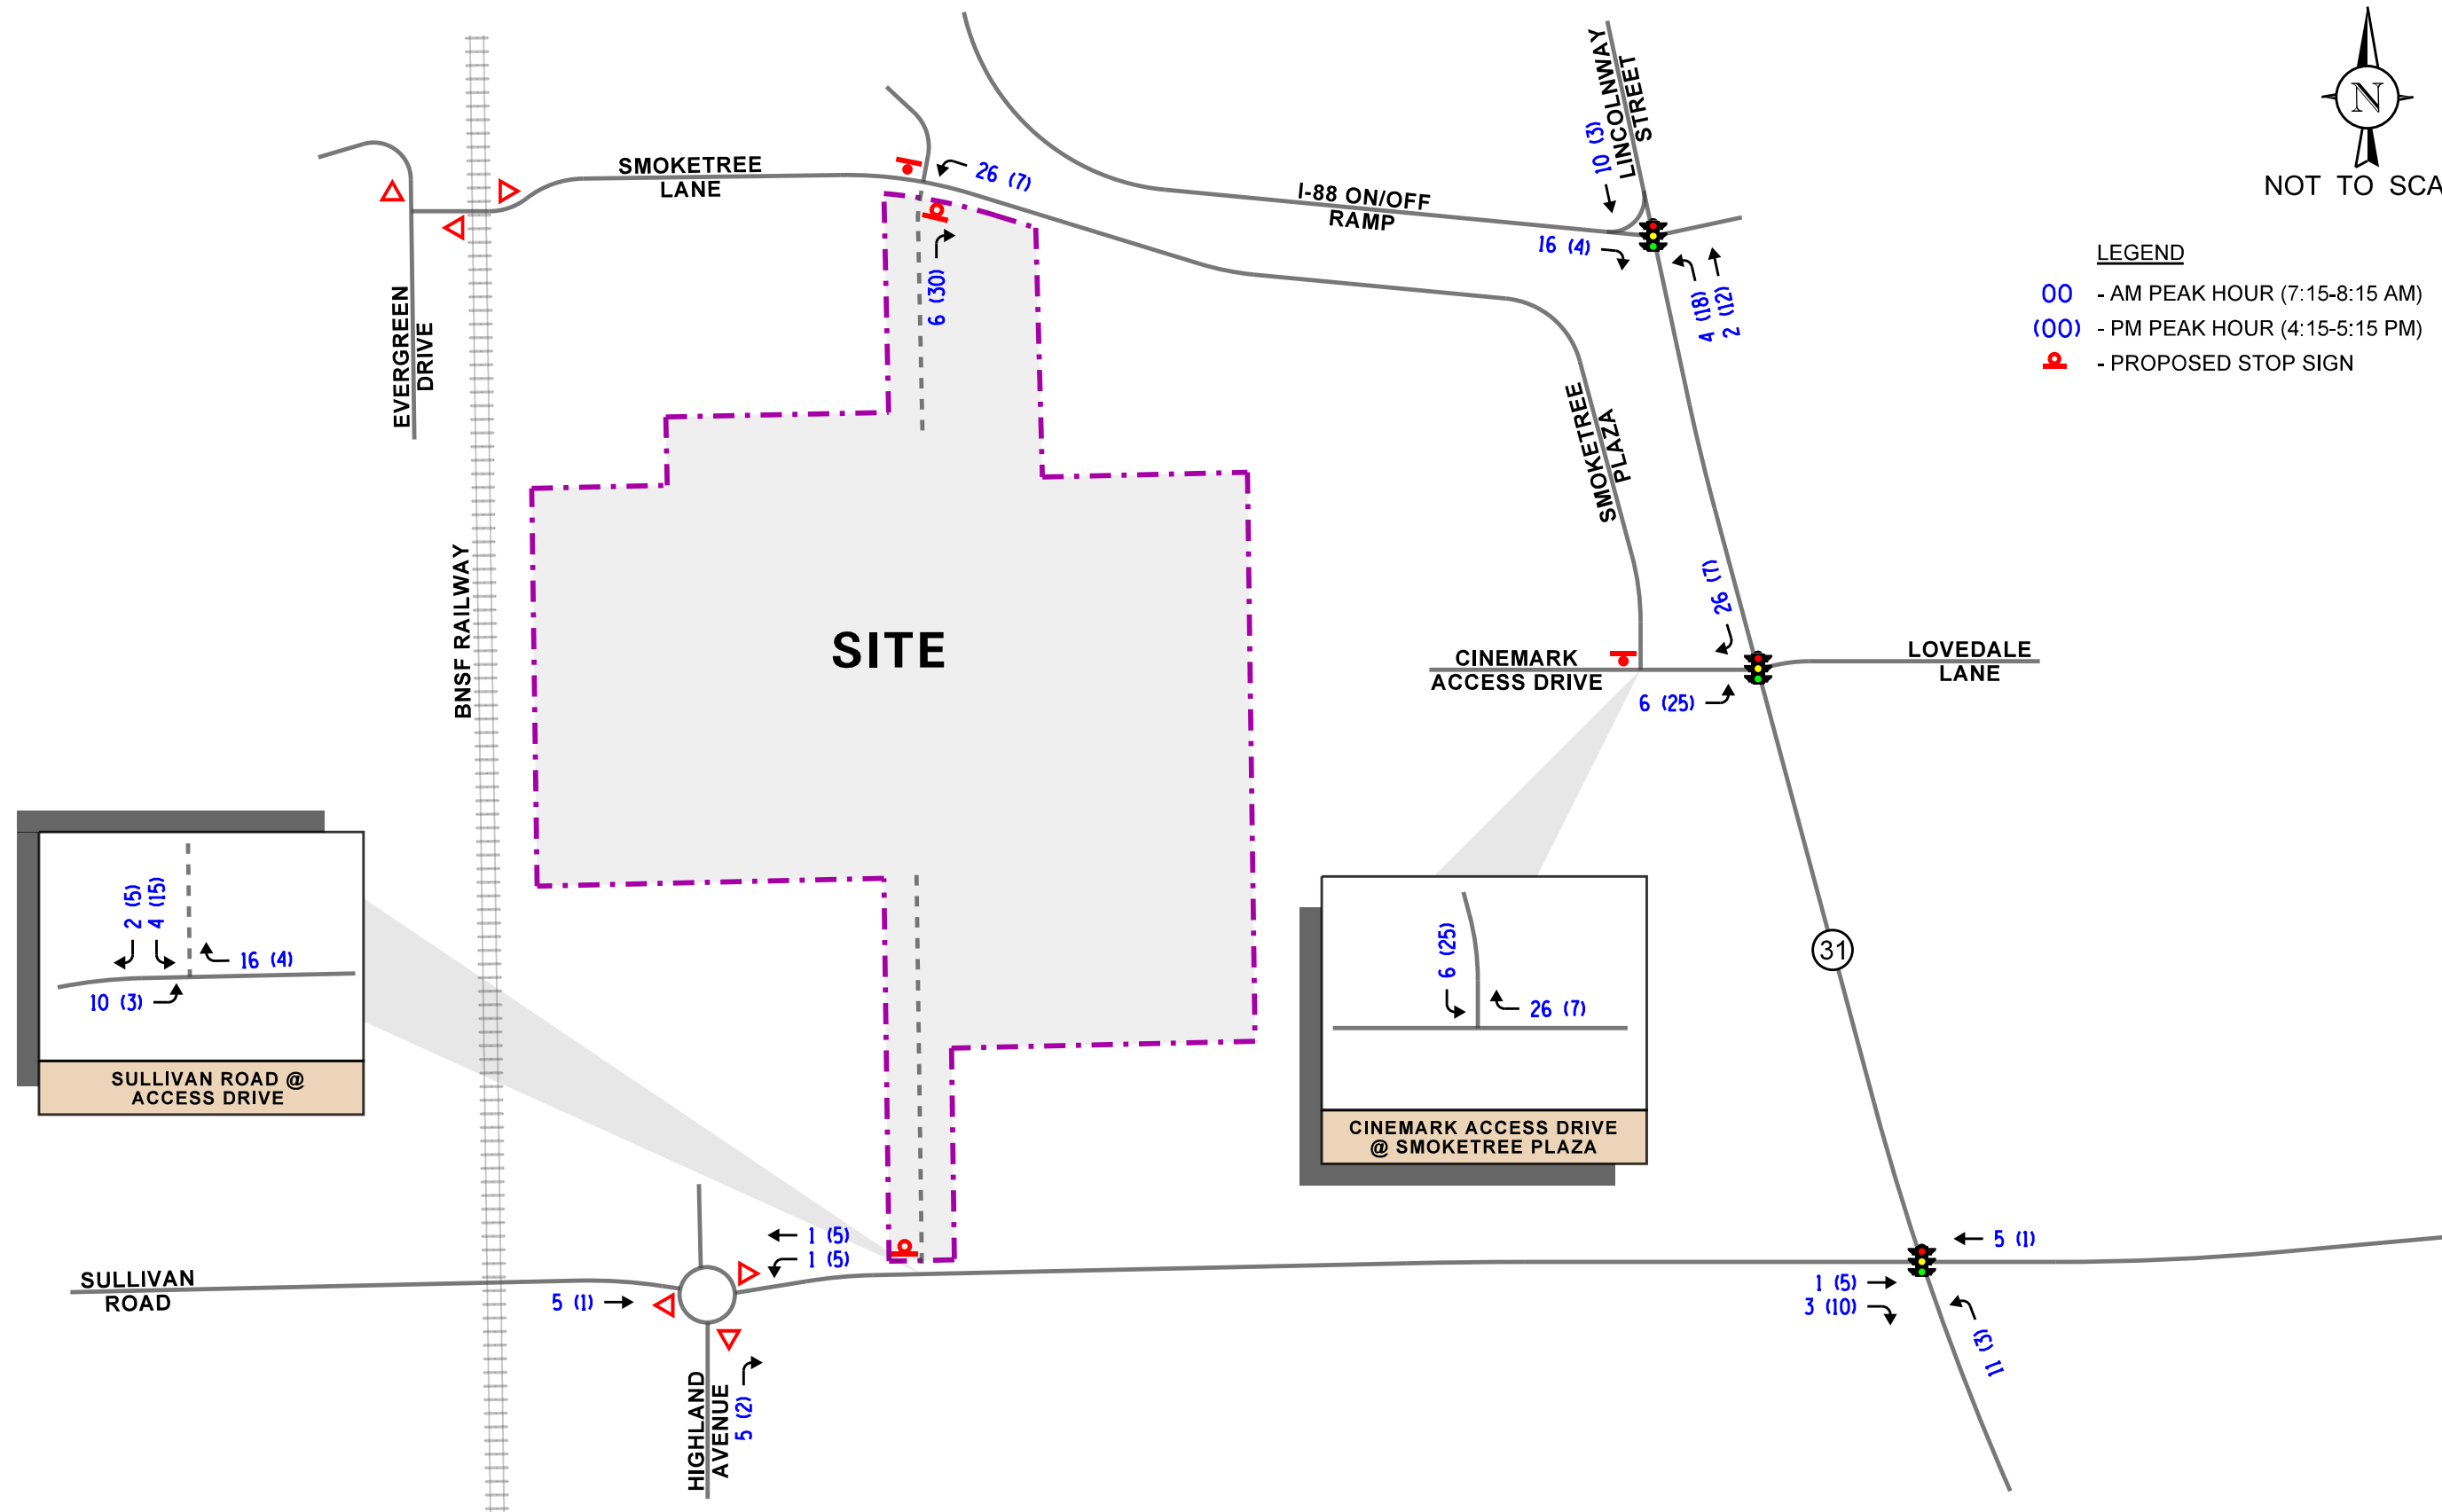 LINCOLNWAY
STREET
N
NOT TO SCA
SMOKETREE
LANE
26 (7)
10 (3)
I-88 ON/OFF
RAMP
16 (4)
4 (18)
2 (12)
LEGEND
00 - AM PEAK HOUR (7:15-8:15 AM)
(00) - PM PEAK HOUR (4:15-5:15 PM)
- PROPOSED STOP SIGN
6 (30)
EVERGREEN
DRIVE
SMOKETREE
PLAZA
BNSF RAILWAY
SITE
26 (7)
CINEMARK
ACCESS DRIVE
LOVEDALE
LANE
6 (25)
2 (5)
4 (15)
16 (4)
10 (3)
SULLIVAN ROAD @
ACCESS DRIVE
6 (25)
26 (7)
CINEMARK ACCESS DRIVE
@ SMOKETREE PLAZA
31
1 (5)
1 (5)
SULLIVAN
ROAD
5 (1)
5 (1)
1 (5)
3 (10)
11 (3)
HIGHLAND
AVENUE
5 (2)